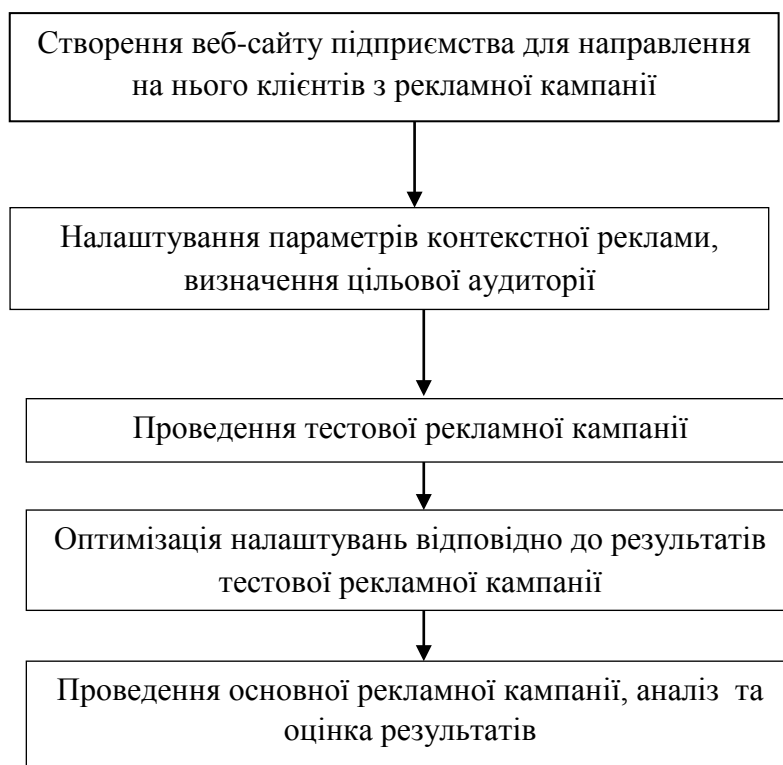 Створення веб-сайту підприємства для направлення
на нього клієнтів з рекламної кампанії
Налаштування параметрів контекстної реклами,
визначення цільової аудиторії
Проведення тестової рекламної кампанії
Оптимізація налаштувань відповідно до результатів
тестової рекламної кампанії
Проведення основної рекламної кампанії, аналіз та
оцінка результатів